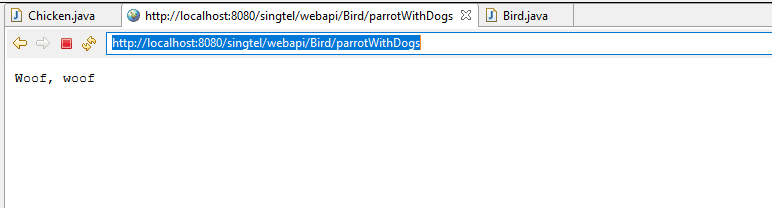 Chicken.java http://localhost:8080/singtel/webapi/Bird/parrotWithDogs Bird.java
http://localhost:8080/singtel/webapi/Bird/parrotWithDogs
Woof, woof